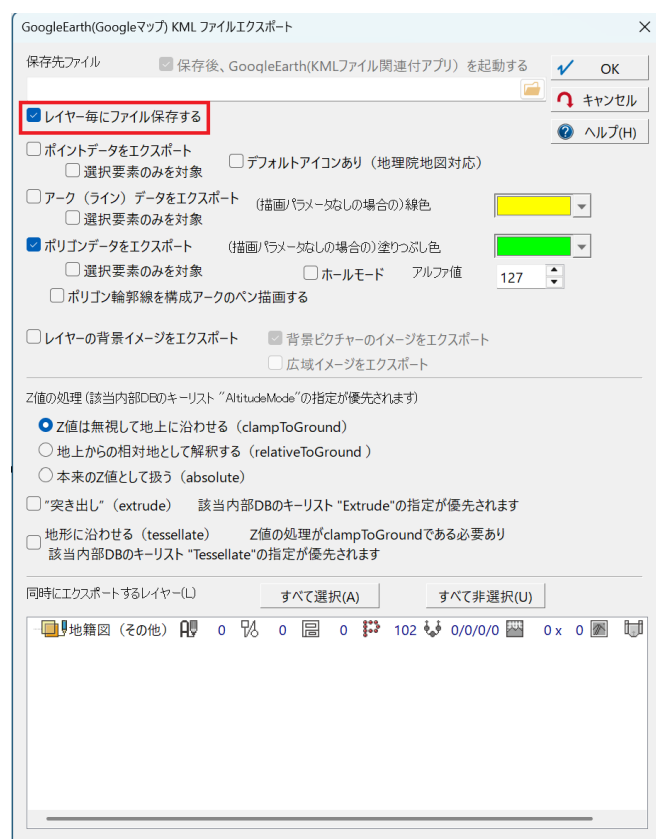 GoogleEarth(Googleマップ) KML ファイルエクスポート
保存先ファイル 保存後、GoogleEarth(KMLファイル関連付アプリ）を起動する
OK
キャンセル
レイヤー毎にファイル保存する
ヘルプ(H)
ポイントデータをエクスポート
デフォルトアイコンあり（地理院地図対応）
選択要素のみを対象
アーク（ライン）データをエクスポート (描画パラメータなしの場合の)線色
選択要素のみを対象
ポリゴンデータをエクスポート (描画パラメータなしの場合の)塗りつぶし色
選択要素のみを対象 ホールモード アルファ値 127
ポリゴン輪郭線を構成アークのペン描画する
レイヤーの背景イメージをエクスポート 背景ピクチャーのイメージをエクスポート
広域イメージをエクスポート
Z値の処理(該当内部DBのキーリスト "AltitudeMode"の指定が優先されます)
Z値は無視して地上に沿わせる（clampToGround）
地上からの相対地として解釈する（relativeToGround ）
本来のZ値として扱う（absolute）
"突き出し"（extrude） 該当内部DBのキーリスト "Extrude"の指定が優先されます
地形に沿わせる（tessellate） Z値の処理がclampToGroundである必要あり
該当内部DBのキーリスト "Tessellate"の指定が優先されます
同時にエクスポートするレイヤー(L) すべて選択(A) すべて非選択(U)
地籍図（その他） 0 0 0 102 0/0/0/0 0 x 0